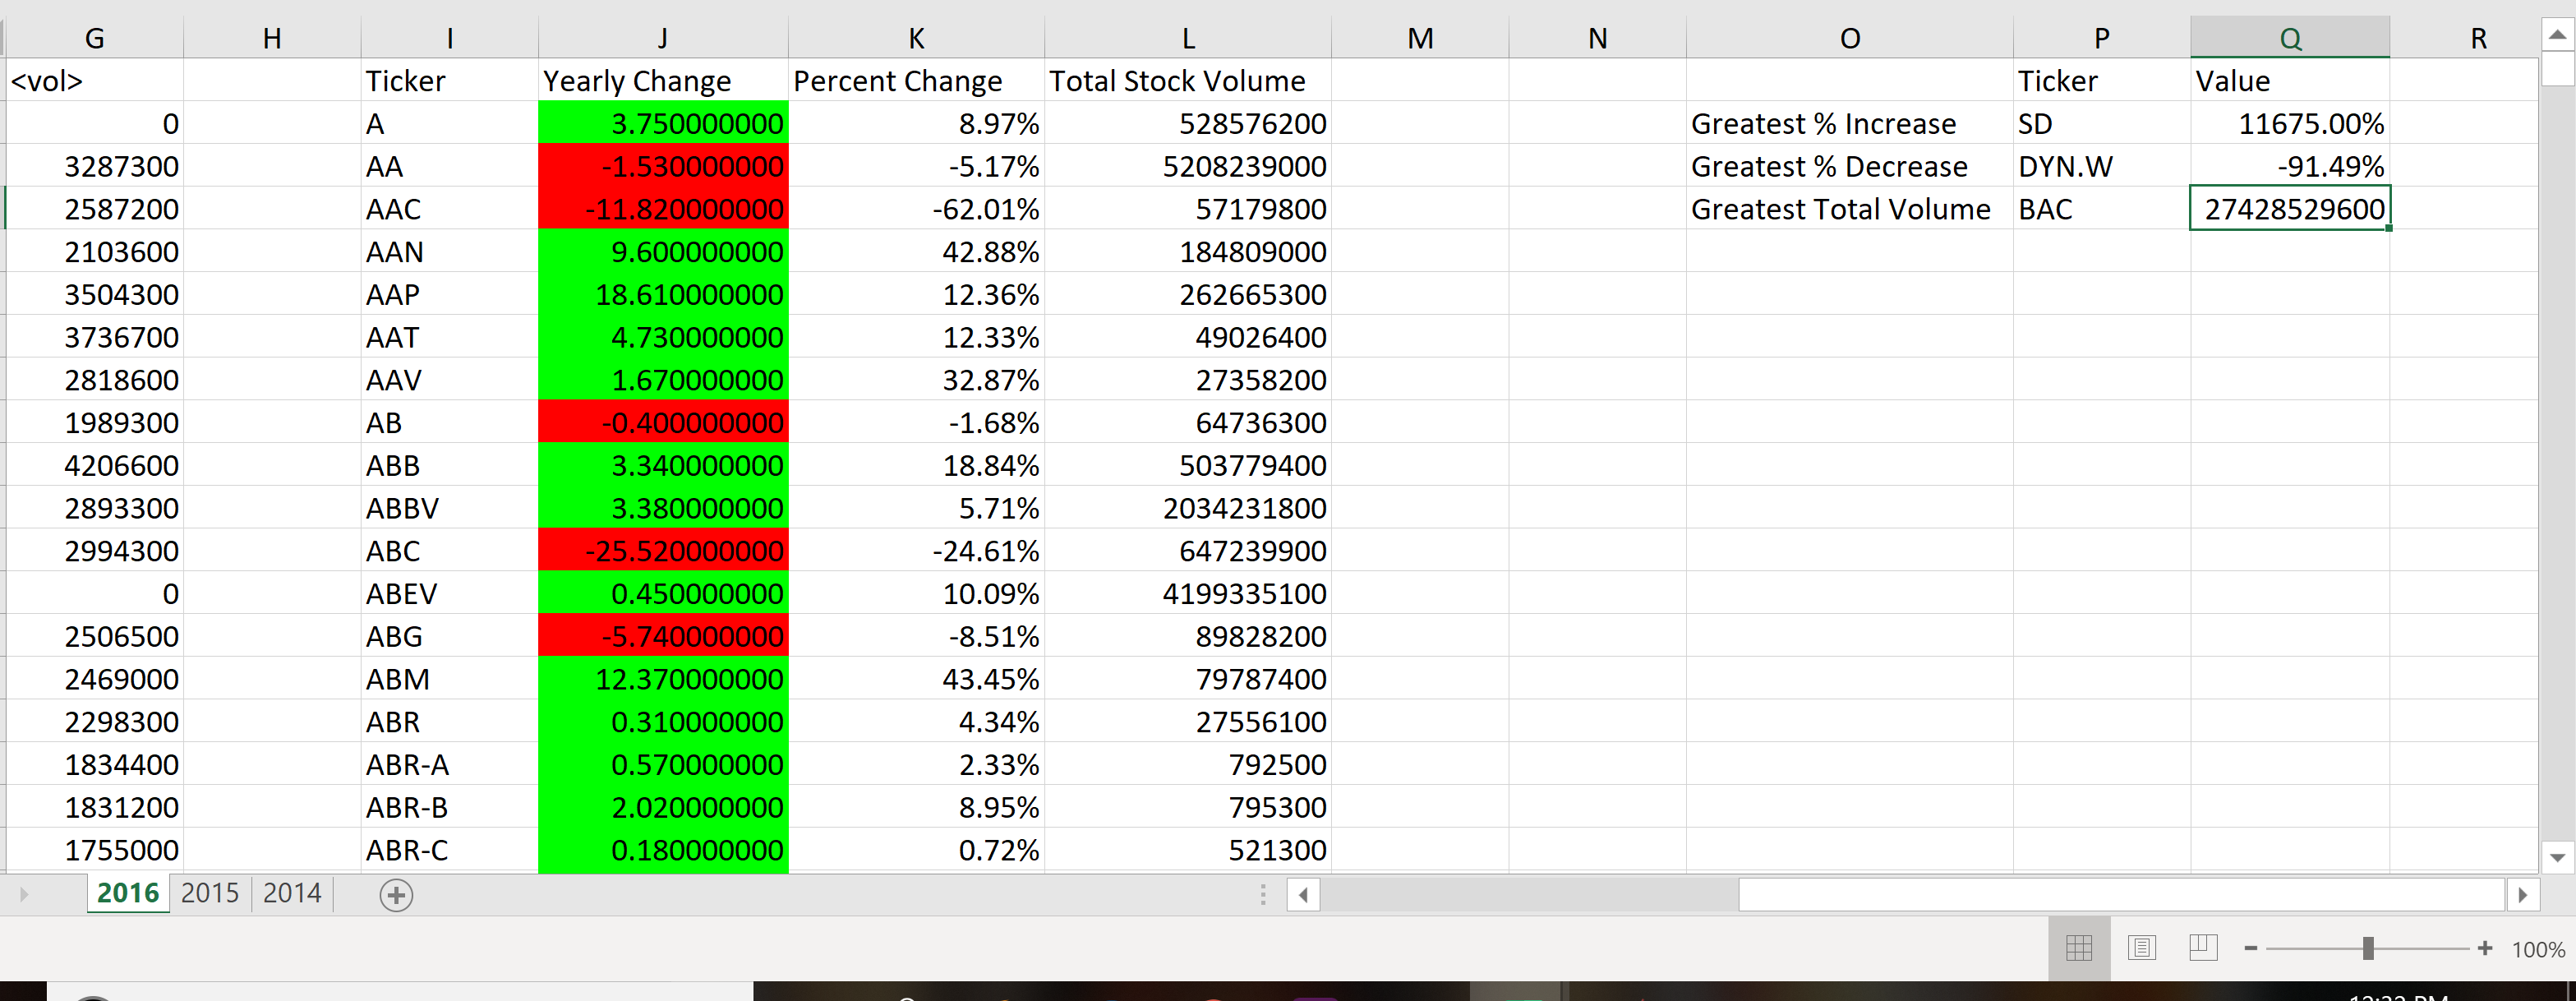 G H I J K L M N O P Q R
<vol> Ticker Yearly Change Percent Change Total Stock Volume Ticker Value
0 A 3.750000000 8.97% 528576200 Greatest % Increase SD 11675.00%
3287300 AA -1.530000000 -5.17% 5208239000 Greatest % Decrease DYN.W -91.49%
2587200 AAC -11.820000000 -62.01% 57179800 Greatest Total Volume BAC 27428529600
2103600 AAN 9.600000000 42.88% 184809000
3504300 AAP 18.610000000 12.36% 262665300
3736700 AAT 4.730000000 12.33% 49026400
2818600 AAV 1.670000000 32.87% 27358200
1989300 AB -0.400000000 -1.68% 64736300
4206600 ABB 3.340000000 18.84% 503779400
2893300 ABBV 3.380000000 5.71% 2034231800
2994300 ABC -25.520000000 -24.61% 647239900
0 ABEV 0.450000000 10.09% 4199335100
2506500 ABG -5.740000000 -8.51% 89828200
2469000 ABM 12.370000000 43.45% 79787400
2298300 ABR 0.310000000 4.34% 27556100
1834400 ABR-A 0.570000000 2.33% 792500
1831200 ABR-B 2.020000000 8.95% 795300
1755000 ABR-C 0.180000000 0.72% 521300
2016 2015 2014
100%